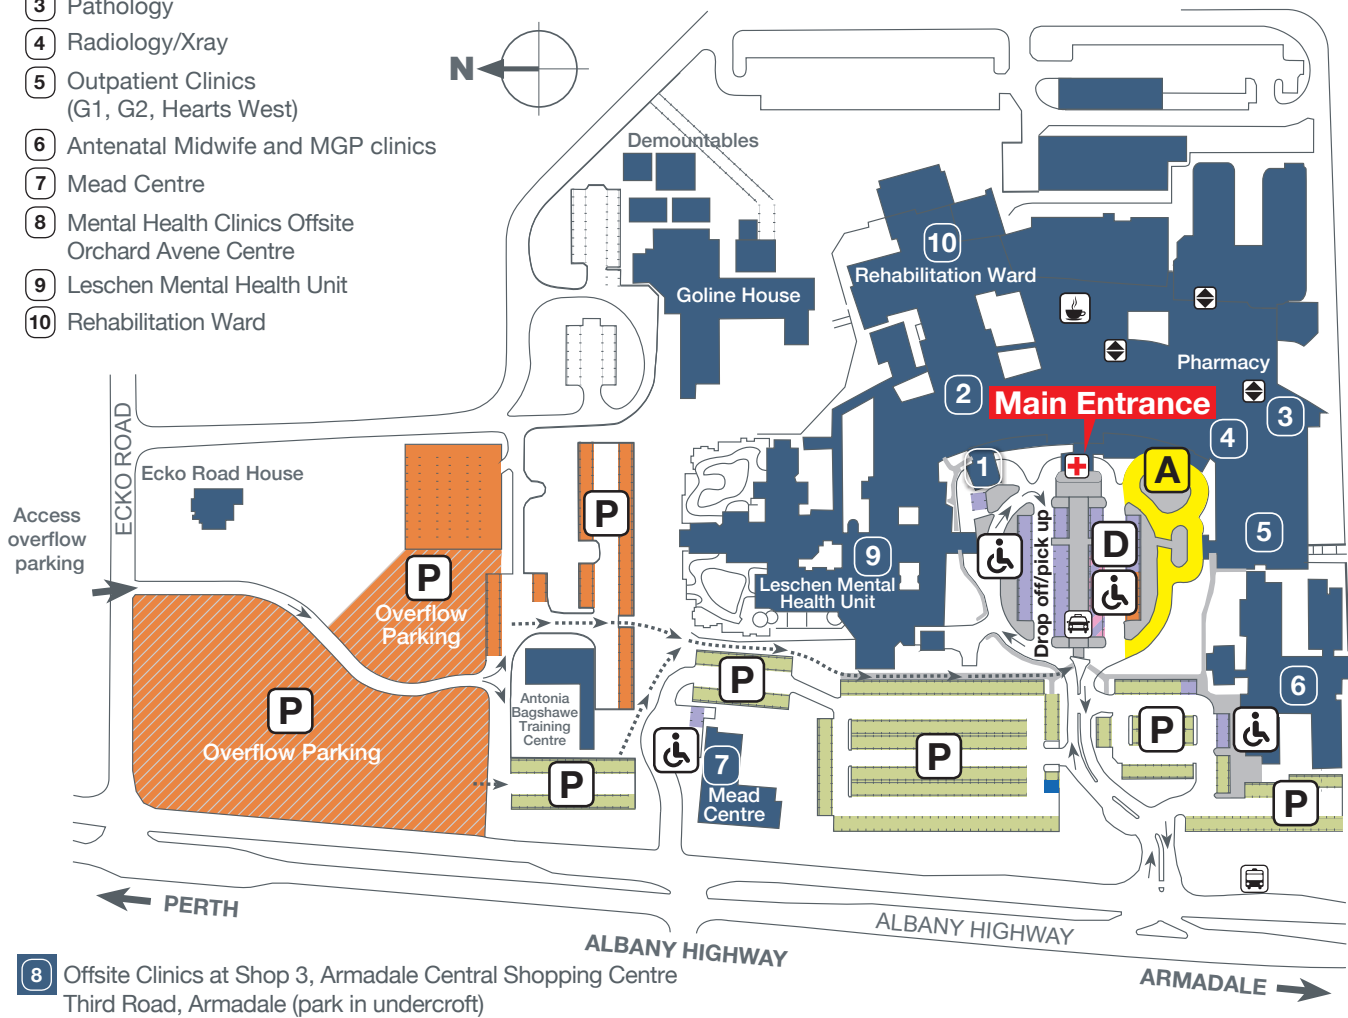 3 Pathology
4 Radiology/Xray
5 Outpatient Clinics
(G1, G2, Hearts West)
6 Antenatal Midwife and MGP clinics
7 Mead Centre
8 Mental Health Clinics Offsite
Orchard Avene Centre
9 Leschen Mental Health Unit
10 Rehabilitation Ward
N
Demountables
Goline House
10
Rehabilitation Ward
Pharmacy
2
Main Entrance
3
4
1
A
5
ECKO ROAD
Ecko Road House
Access
overflow
parking
P
P
Overflow
Parking
P
Overflow Parking
9
Leschen Mental
Health Unit
Drop off/pick up
D
Antonia
Bagshawe
Training
Centre
P
P
7
Mead
Centre
P
P
6
P
PERTH
ALBANY HIGHWAY
ALBANY HIGHWAY
ARMADALE
8 Offsite Clinics at Shop 3, Armadale Central Shopping Centre
Third Road, Armadale (park in undercroft)